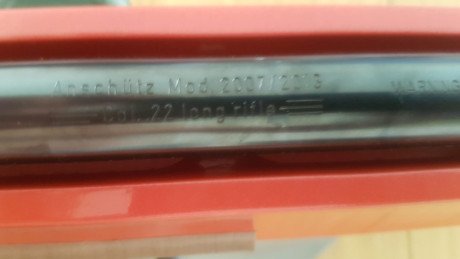 Anschütz Mod. 2007/2013
Cal. .22 long rifle